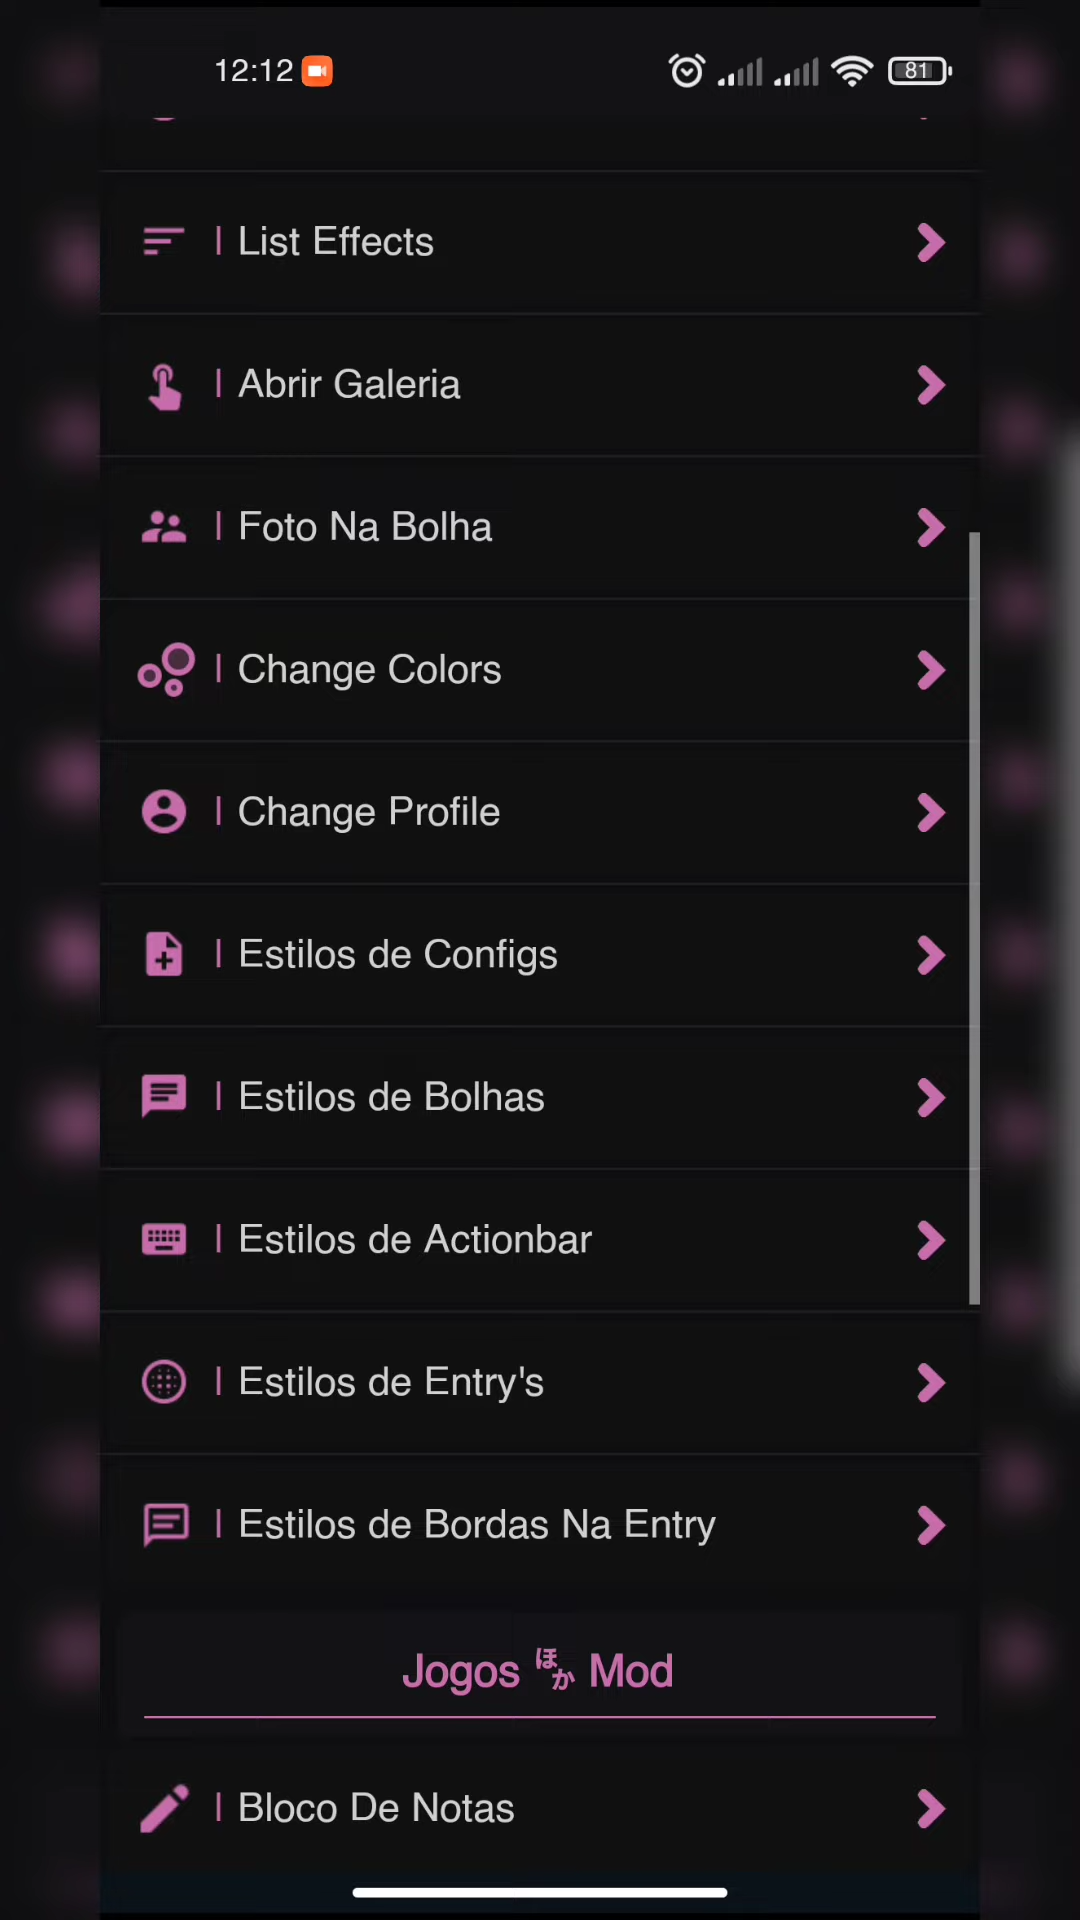 12:12
81
| List Effects
| Abrir Galeria
| Foto Na Bolha
| Change Colors
| Change Profile
| Estilos de Configs
| Estilos de Bolhas
| Estilos de Actionbar
| Estilos de Entry's
| Estilos de Bordas Na Entry
Jogos ほか Mod
| Bloco De Notas